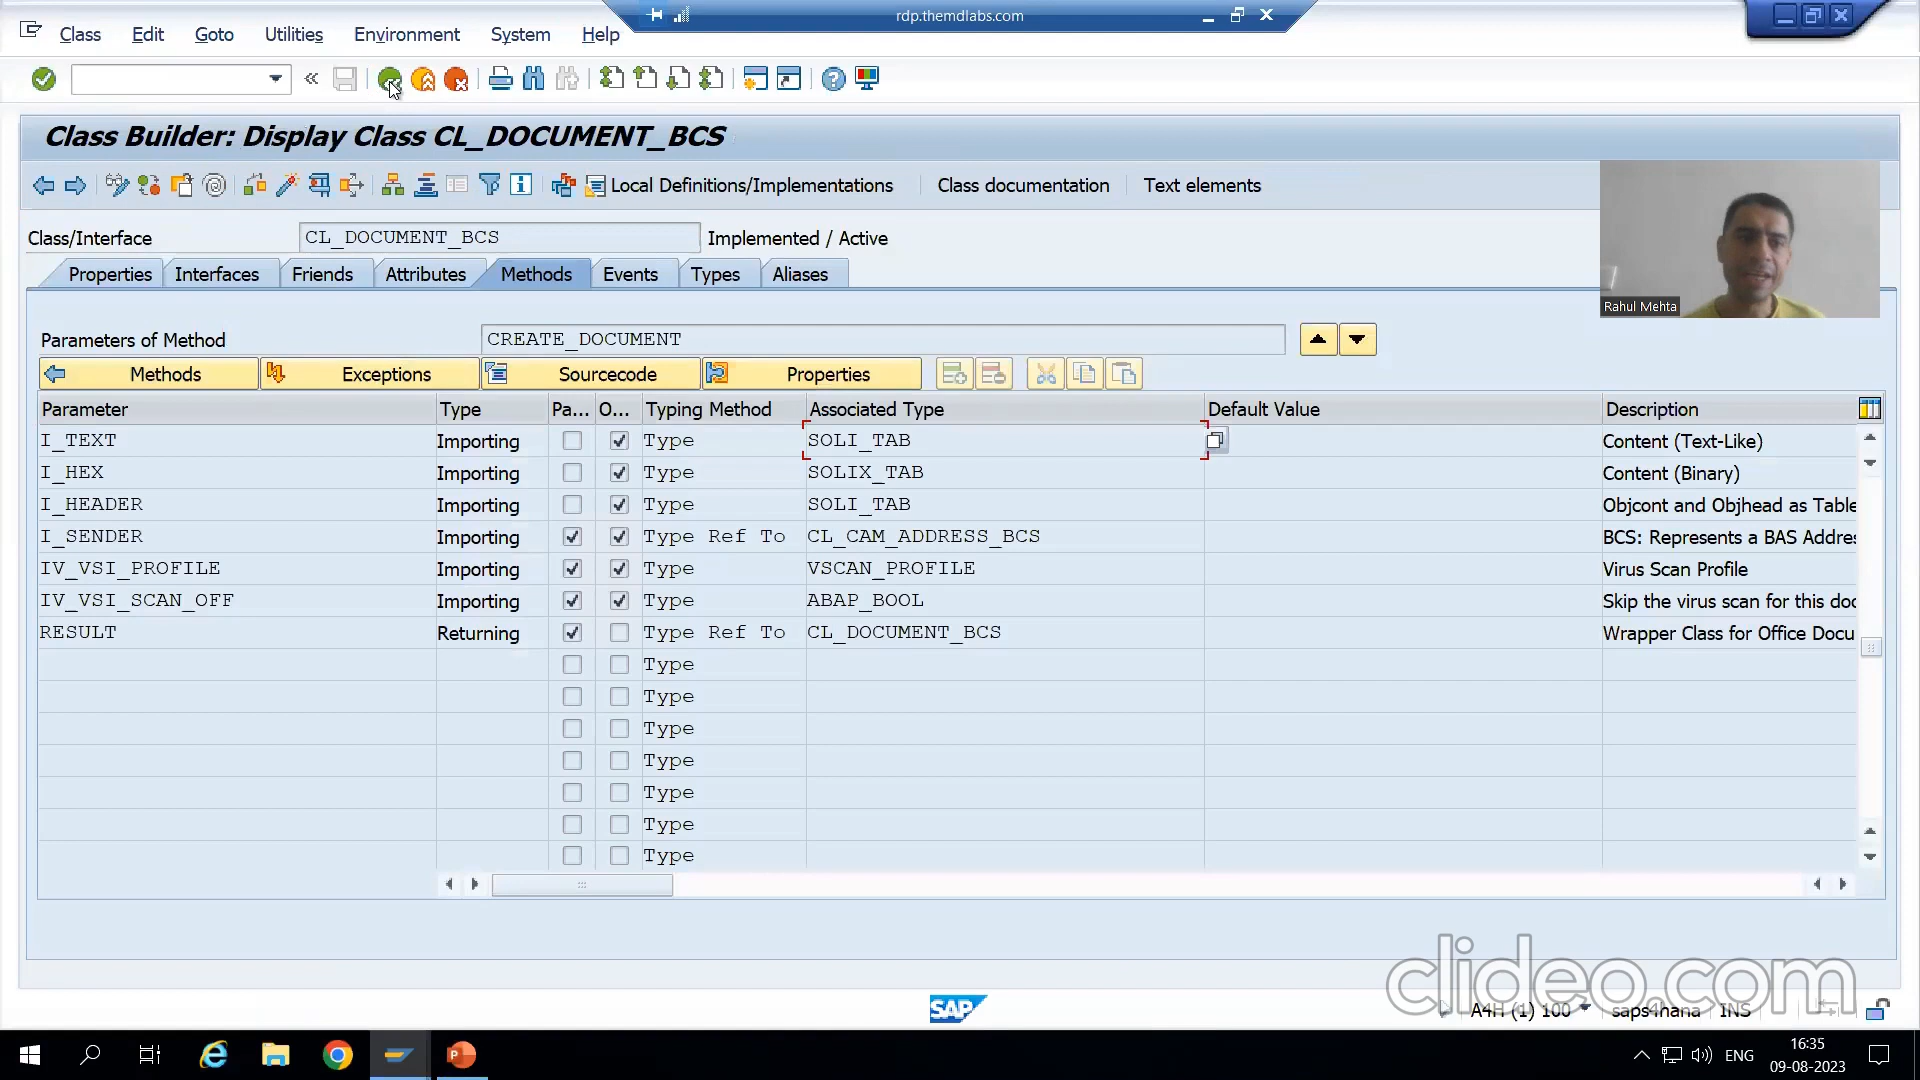 rdp.themdlabs.com
Class Edit Goto Utilities Environment System Help
Class Builder: Display Class CL_DOCUMENT_BCS
Local Definitions/Implementations Class documentation Text elements
Class/Interface CL_DOCUMENT_BCS Implemented / Active
Rahul Mehta
Properties Interfaces Friends Attributes Methods Events Types Aliases
Parameters of Method CREATE_DOCUMENT
Methods Exceptions Sourcecode Properties
Parameter Type Pa... O... Typing Method Associated Type Default Value Description
I_TEXT Importing Type SOLI_TAB Content (Text-Like)
I_HEX Importing Type SOLIX_TAB Content (Binary)
I_HEADER Importing Type SOLI_TAB Objcont and Objhead as Table
I_SENDER Importing Type Ref To CL_CAM_ADDRESS_BCS BCS: Represents a BAS Addres
IV_VSI_PROFILE Importing Type VSCAN_PROFILE Virus Scan Profile
IV_VSI_SCAN_OFF Importing Type ABAP_BOOL Skip the virus scan for this doc
RESULT Returning Type Ref To CL_DOCUMENT_BCS Wrapper Class for Office Docu
Type
Type
Type
Type
Type
Type
Type
clideo.com
SAP A4H (1) 100 saps4hana INS
ENG 16:35
09-08-2023